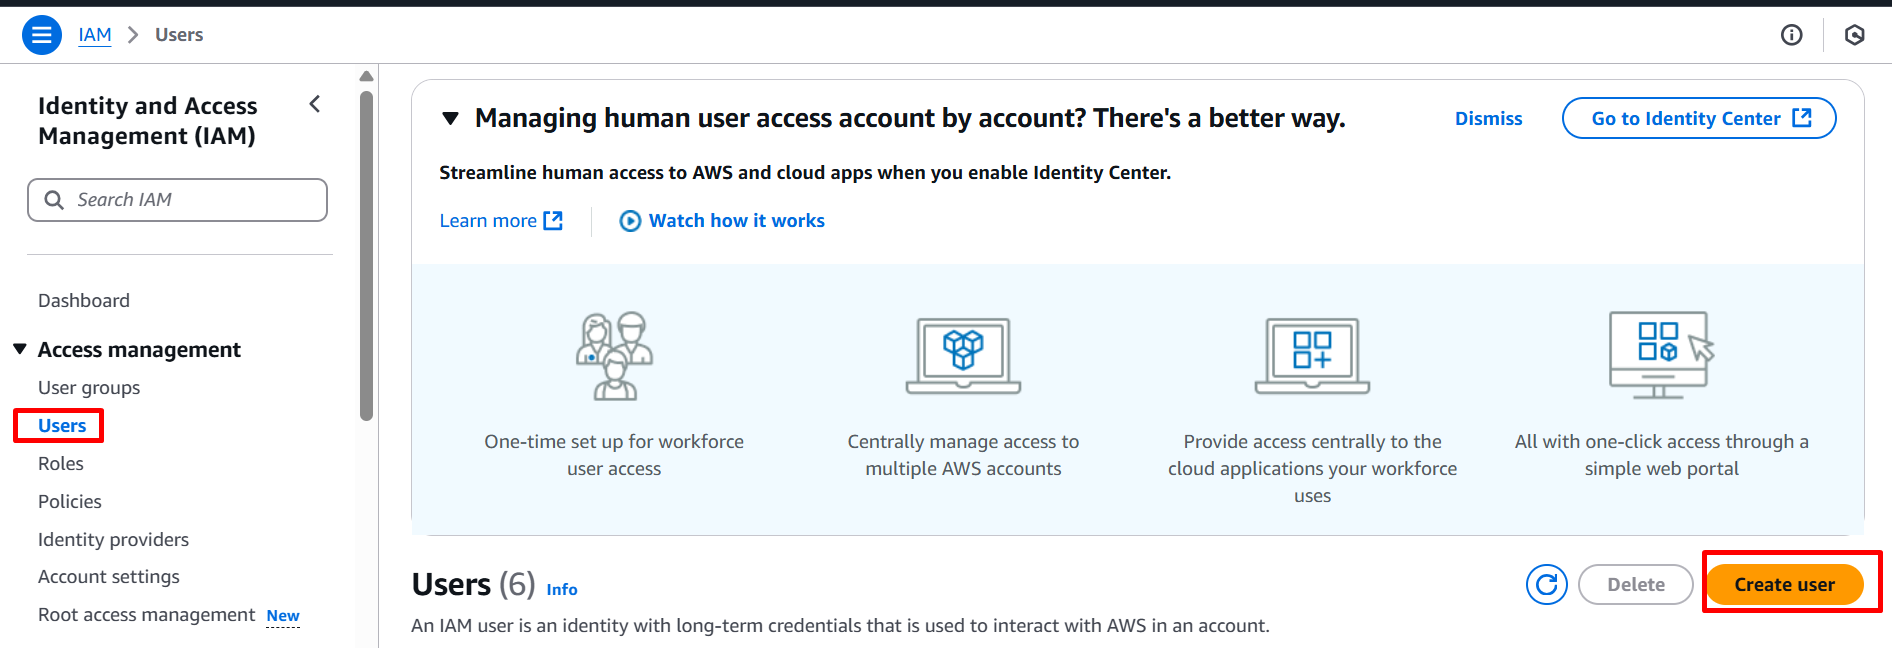 IAM > Users
Identity and Access
Management (IAM)
Search IAM
Dashboard
Access management
User groups
Users
Roles
Policies
Identity providers
Account settings
Root access management New
Managing human user access account by account? There's a better way.
Dismiss
Go to Identity Center
Streamline human access to AWS and cloud apps when you enable Identity Center.
Learn more
Watch how it works
One-time set up for workforce
user access
Centrally manage access to
multiple AWS accounts
Provide access centrally to the
cloud applications your workforce
uses
All with one-click access through a
simple web portal
Users (6) Info
Delete
Create user
An IAM user is an identity with long-term credentials that is used to interact with AWS in an account.